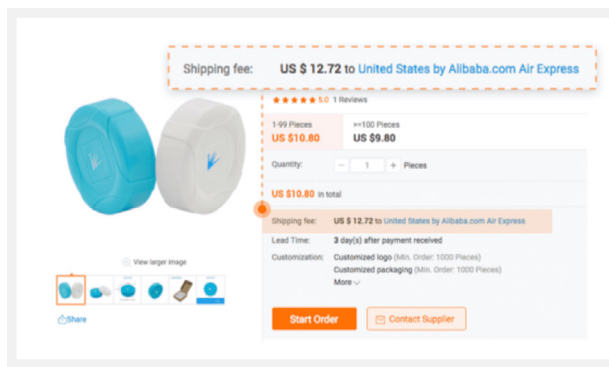 Shipping fee: US $ 12.72 to United States by Alibaba.com Air Express
★★★★★ 5.0 1 Reviews
1-99 Pieces >=100 Pieces
US $10.80 US $9.80
Quantity: − 1 + Pieces
US $10.80 in total
Shipping fee: US $ 12.72 to United States by Alibaba.com Air Express
Lead Time: 3 day(s) after payment received
Customization: Customized logo (Min. Order: 1000 Pieces)
Customized packaging (Min. Order: 1000 Pieces)
More
View larger image
Share
Start Order Contact Supplier